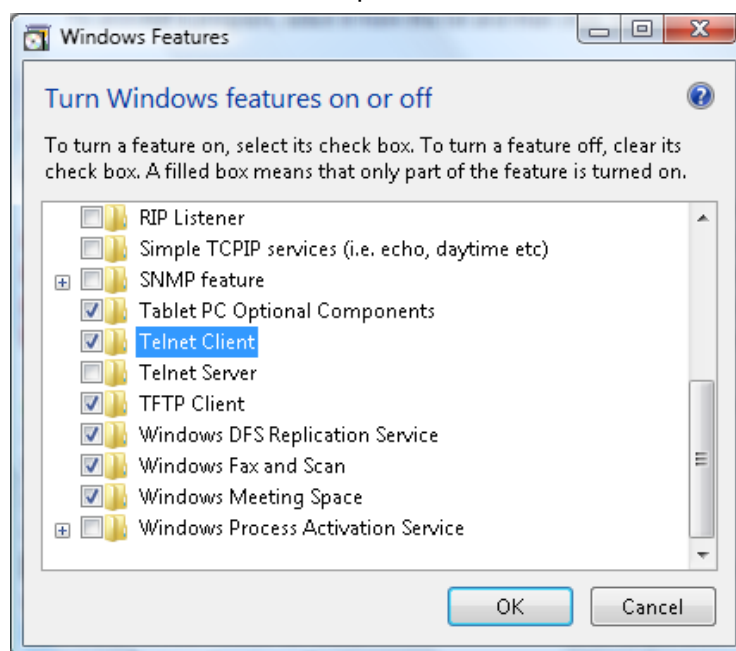 Windows Features
Turn Windows features on or off
To turn a feature on, select its check box. To turn a feature off, clear its
check box. A filled box means that only part of the feature is turned on.
RIP Listener
Simple TCPIP services (i.e. echo, daytime etc)
SNMP feature
Tablet PC Optional Components
Telnet Client
Telnet Server
TFTP Client
Windows DFS Replication Service
Windows Fax and Scan
Windows Meeting Space
Windows Process Activation Service
OK Cancel